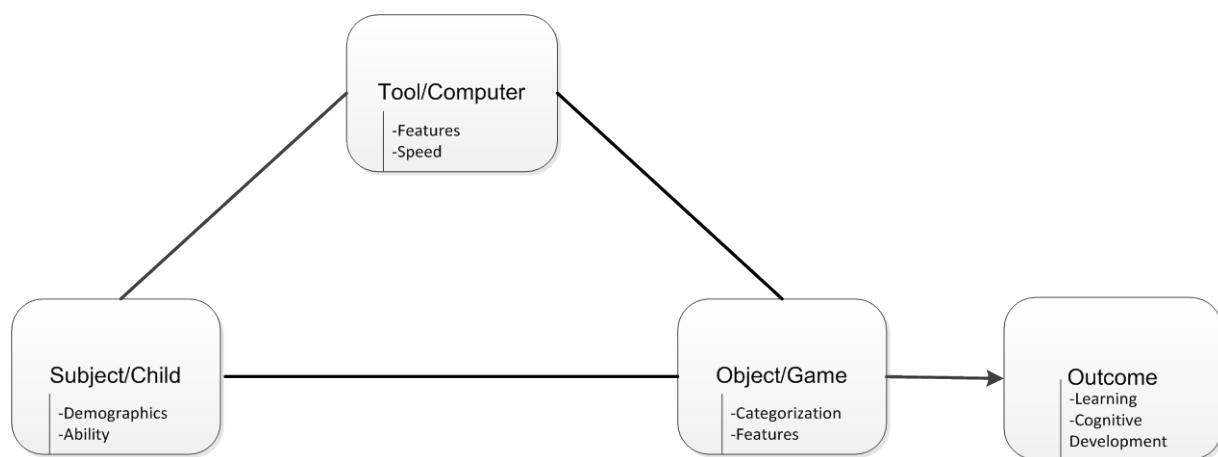 Tool/Computer
-Features
-Speed
Subject/Child
-Demographics
-Ability
Object/Game
-Categorization
-Features
Outcome
-Learning
-Cognitive
Development